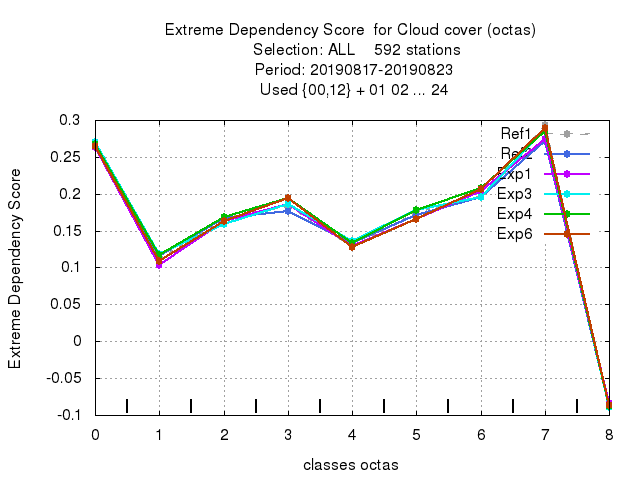 Extreme Dependency Score  for Cloud cover (octas)
Selection: ALL    592 stations
Period: 20190817-20190823
Used {00,12} + 01 02 ... 24
Extreme Dependency Score
0.3
0.25
0.2
0.15
0.1
0.05
0
-0.05
-0.1
Ref1
Ref2
Exp1
Exp3
Exp4
Exp6
0 1 2 3 4 5 6 7 8
classes octas